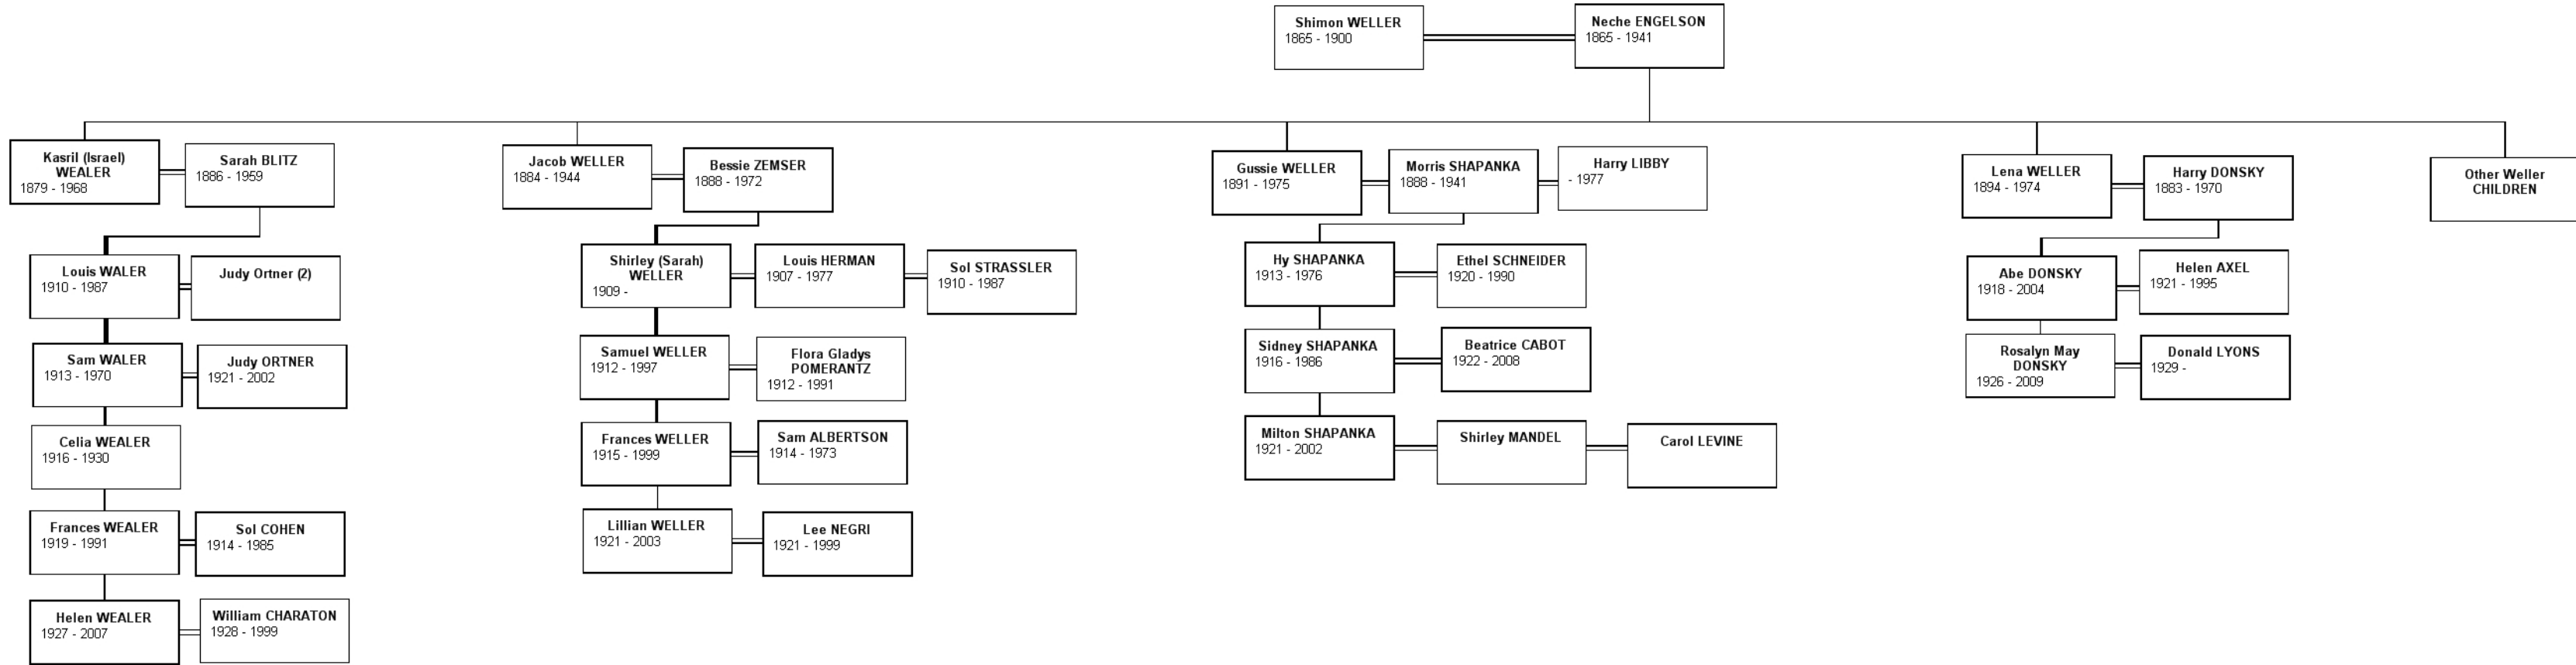 Shimon WELLER
1865 - 1900
Neche ENGELSON
1865 - 1941
Kasril (Israel)
WEALER
1879 - 1968
Sarah BLITZ
1886 - 1959
Jacob WELLER
1884 - 1944
Bessie ZEMSER
1888 - 1972
Gussie WELLER
1891 - 1975
Morris SHAPANKA
1888 - 1941
Harry LIBBY
- 1977
Lena WELLER
1894 - 1974
Harry DONSKY
1883 - 1970
Other Weller
CHILDREN
Louis WALER
1910 - 1987
Judy Ortner (2)
Shirley (Sarah)
WELLER
1909 -
Louis HERMAN
1907 - 1977
Sol STRASSLER
1910 - 1987
Hy SHAPANKA
1913 - 1976
Ethel SCHNEIDER
1920 - 1990
Abe DONSKY
1918 - 2004
Helen AXEL
1921 - 1995
Sam WALER
1913 - 1970
Judy ORTNER
1921 - 2002
Samuel WELLER
1912 - 1997
Flora Gladys
POMERANTZ
1912 - 1991
Sidney SHAPANKA
1916 - 1986
Beatrice CABOT
1922 - 2008
Rosalyn May
DONSKY
1926 - 2009
Donald LYONS
1929 -
Celia WEALER
1916 - 1930
Frances WELLER
1915 - 1999
Sam ALBERTSON
1914 - 1973
Milton SHAPANKA
1921 - 2002
Shirley MANDEL
Carol LEVINE
Frances WEALER
1919 - 1991
Sol COHEN
1914 - 1985
Lillian WELLER
1921 - 2003
Lee NEGRI
1921 - 1999
Helen WEALER
1927 - 2007
William CHARATON
1928 - 1999